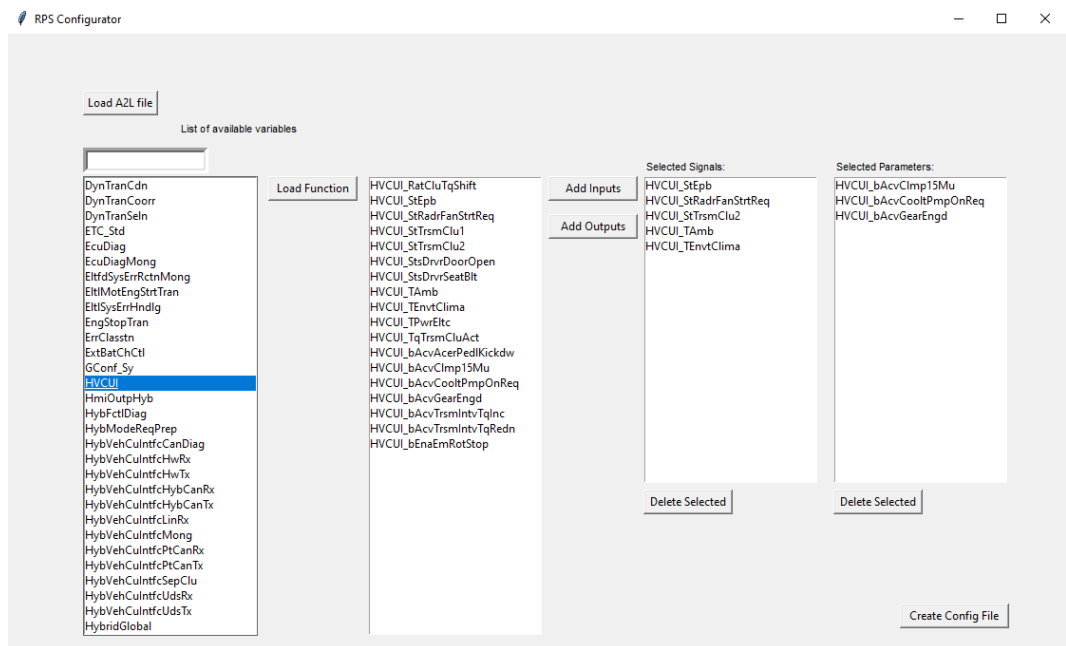 RPS Configurator
Load A2L file
List of available variables
DynTranCdn
DynTranCoorr
DynTranSeln
ETC_Std
EcuDiag
EcuDiagMong
EltfdSysErrRctnMong
EltlMotEngStrtTran
EltlSysErrHndlg
EngStopTran
ErrClasstn
ExtBatChCtl
GConf_Sy
HVCUI
HmiOutpHyb
HybFctlDiag
HybModeReqPrep
HybVehCuIntfcCanDiag
HybVehCuIntfcHwRx
HybVehCuIntfcHwTx
HybVehCuIntfcHybCanRx
HybVehCuIntfcHybCanTx
HybVehCuIntfcLinRx
HybVehCuIntfcMong
HybVehCuIntfcPtCanRx
HybVehCuIntfcPtCanTx
HybVehCuIntfcSepClu
HybVehCuIntfcUdsRx
HybVehCuIntfcUdsTx
HybridGlobal
Load Function
HVCUI_RatCluTqShift
HVCUI_StEpb
HVCUI_StRadrFanStrtReq
HVCUI_StTrsmClu1
HVCUI_StTrsmClu2
HVCUI_StsDrvrDoorOpen
HVCUI_StsDrvrSeatBlt
HVCUI_TAmb
HVCUI_TEnvtClima
HVCUI_TPwrEltc
HVCUI_TqTrsmCluAct
HVCUI_bAcvAcerPedlKickdw
HVCUI_bAcvClmp15Mu
HVCUI_bAcvCooltPmpOnReq
HVCUI_bAcvGearEngd
HVCUI_bAcvTrsmIntvTqInc
HVCUI_bAcvTrsmIntvTqRedn
HVCUI_bEnaEmRotStop
Add Inputs
Add Outputs
Selected Signals:
HVCUI_StEpb
HVCUI_StRadrFanStrtReq
HVCUI_StTrsmClu2
HVCUI_TAmb
HVCUI_TEnvtClima
Delete Selected
Selected Parameters:
HVCUI_bAcvClmp15Mu
HVCUI_bAcvCooltPmpOnReq
HVCUI_bAcvGearEngd
Delete Selected
Create Config File